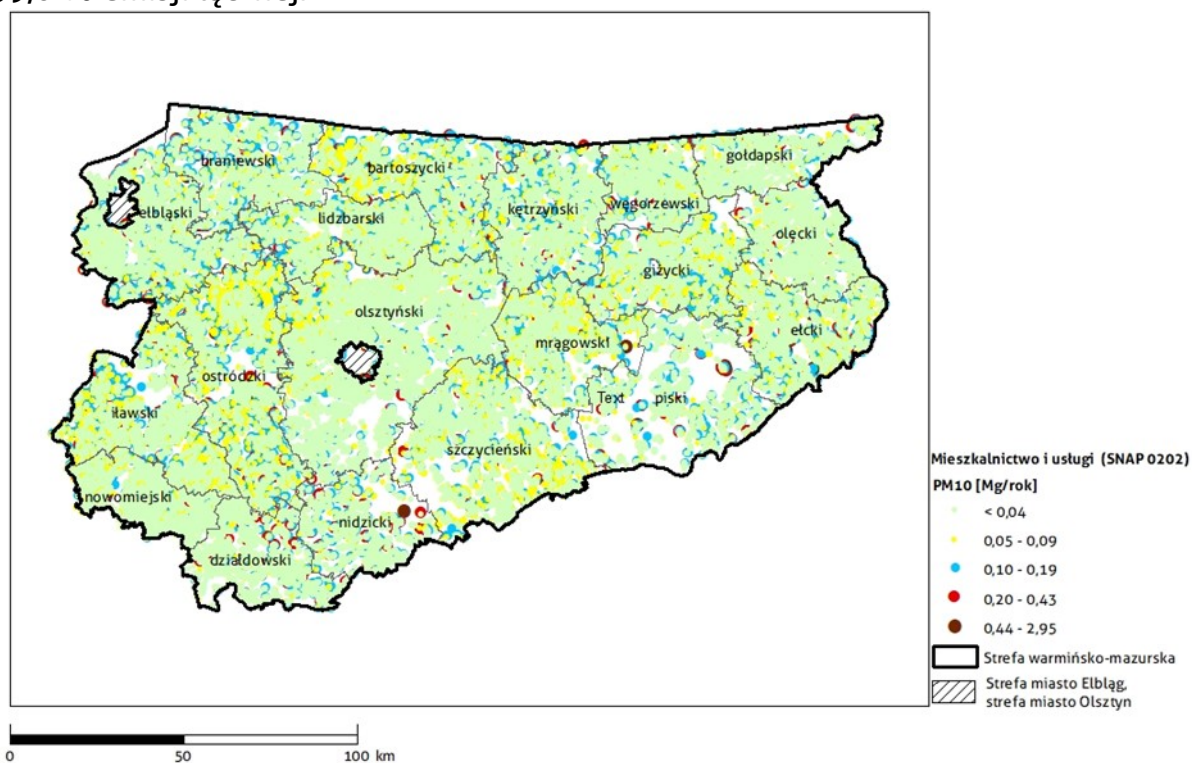 braniewski
bartoszycki
gołdapski
elbląski
lidzbarski
kętrzyński
węgorzewski
olęcki
giżycki
olsztyński
mrągowski
ełcki
ostródzki
Text
piski
iławski
szczycieński
nowomiejski
nidzicki
działdowski
Mieszkalnictwo i usługi (SNAP 0202)
PM10 [Mg/rok]
< 0,04
0,05 - 0,09
0,10 - 0,19
0,20 - 0,43
0,44 - 2,95
Strefa warmińsko-mazurska
Strefa miasto Elbląg,
strefa miasto Olsztyn
0 50 100 km